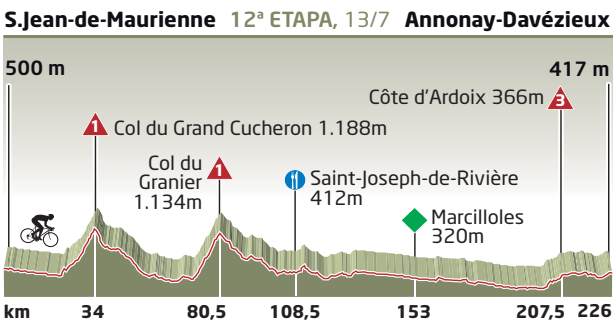 S.Jean-de-Maurienne 12ª ETAPA, 13/7 Annonay-Davézieux
500 m
417 m
Côte d'Ardoix 366m 3
1 Col du Grand Cucheron 1.188m
Col du
Granier
1.134m
1
Saint-Joseph-de-Rivière
412m
Marcilloles
320m
km 34 80,5 108,5 153 207,5 226